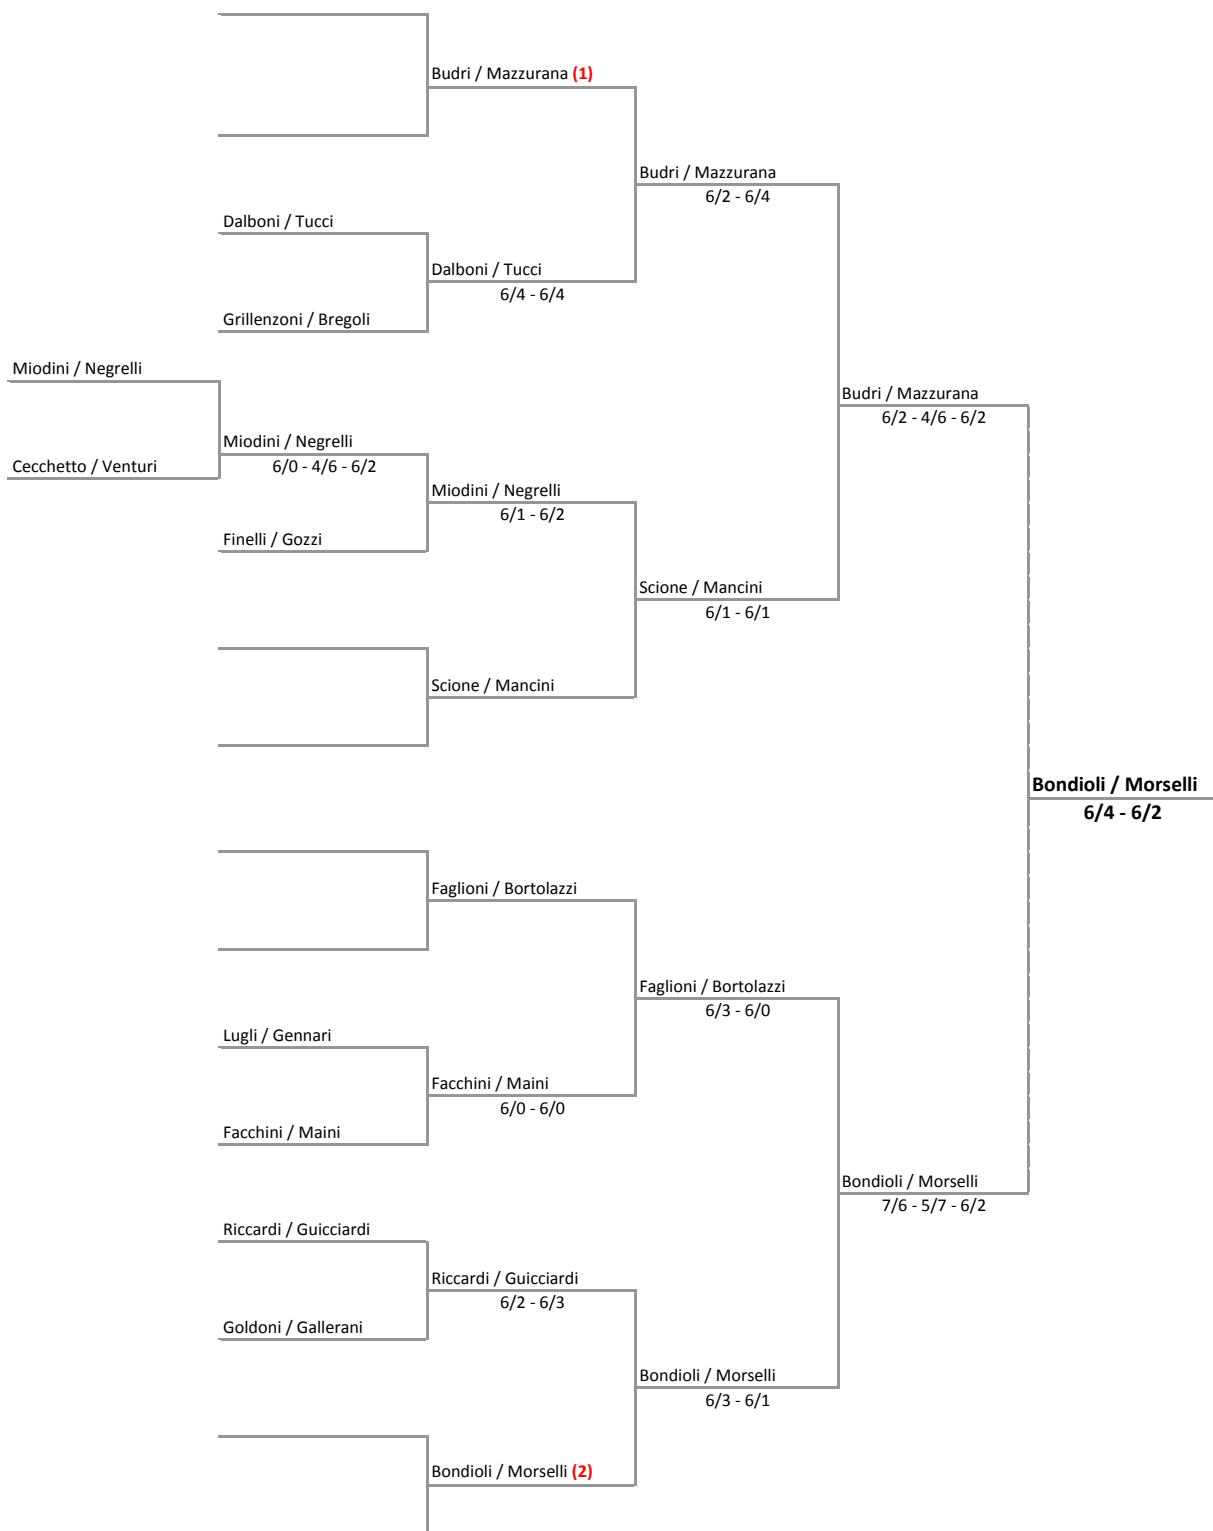 Budri / Mazzurana (1)
Budri / Mazzurana
6/2 - 6/4
Dalboni / Tucci
Dalboni / Tucci
6/4 - 6/4
Grillenzoni / Bregoli
Miodini / Negrelli
Budri / Mazzurana
6/2 - 4/6 - 6/2
Miodini / Negrelli
6/0 - 4/6 - 6/2
Cecchetto / Venturi
Miodini / Negrelli
6/1 - 6/2
Finelli / Gozzi
Scione / Mancini
6/1 - 6/1
Scione / Mancini
Bondioli / Morselli
6/4 - 6/2
Faglioni / Bortolazzi
Faglioni / Bortolazzi
6/3 - 6/0
Lugli / Gennari
Facchini / Maini
6/0 - 6/0
Facchini / Maini
Bondioli / Morselli
7/6 - 5/7 - 6/2
Riccardi / Guicciardi
Riccardi / Guicciardi
6/2 - 6/3
Goldoni / Gallerani
Bondioli / Morselli
6/3 - 6/1
Bondioli / Morselli (2)